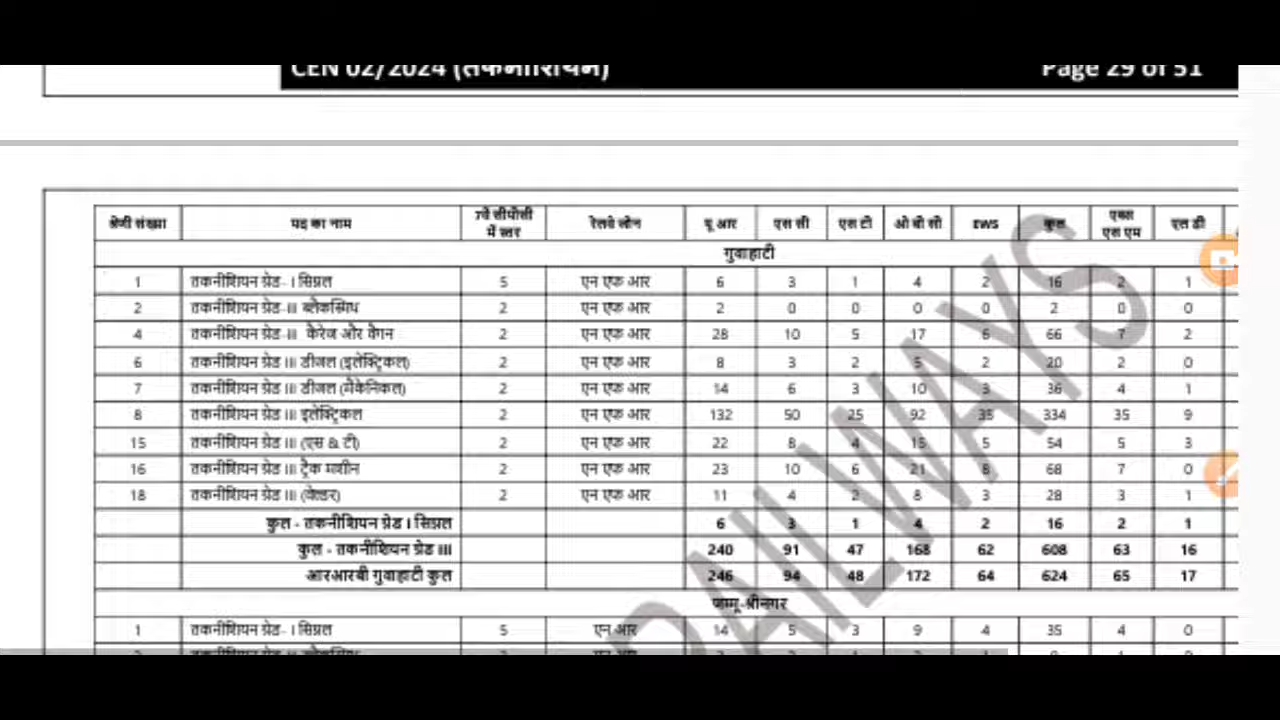 CEN 02/2024 (तकनीशियन) Page 29 of 51
श्रेणी संख्या पद का नाम 7वें सीपीसी में स्तर रेलवे जोन यू आर एस सी एस टी ओ बी सी EWS कुल एक्स एस एम एल डी
गुवाहाटी
1 तकनीशियन ग्रेड- I सिग्नल 5 एन एफ आर 6 3 1 4 2 16 2 1
2 तकनीशियन ग्रेड-III ब्लैकस्मिथ 2 एन एफ आर 2 0 0 0 0 2 0 0
4 तकनीशियन ग्रेड-III कैरेज और वैगन 2 एन एफ आर 28 10 5 17 6 66 7 2
6 तकनीशियन ग्रेड III डीजल (इलेक्ट्रिकल) 2 एन एफ आर 8 3 2 5 2 20 2 0
7 तकनीशियन ग्रेड III डीजल (मैकेनिकल) 2 एन एफ आर 14 6 3 10 3 36 4 1
8 तकनीशियन ग्रेड III इलेक्ट्रिकल 2 एन एफ आर 132 50 25 92 35 334 35 9
15 तकनीशियन ग्रेड III (एस & टी) 2 एन एफ आर 22 8 4 15 5 54 5 3
16 तकनीशियन ग्रेड III ट्रैक मशीन 2 एन एफ आर 23 10 6 21 8 68 7 0
18 तकनीशियन ग्रेड III (वेल्डर) 2 एन एफ आर 11 4 2 8 3 28 3 1
कुल - तकनीशियन ग्रेड I सिग्नल 6 3 1 4 2 16 2 1
कुल - तकनीशियन ग्रेड III 240 91 47 168 62 608 63 16
आरआरबी गुवाहाटी कुल 246 94 48 172 64 624 65 17
जम्मू-श्रीनगर
1 तकनीशियन ग्रेड- I सिग्नल 5 एन आर 14 5 3 9 4 35 4 0
RAILWAYS